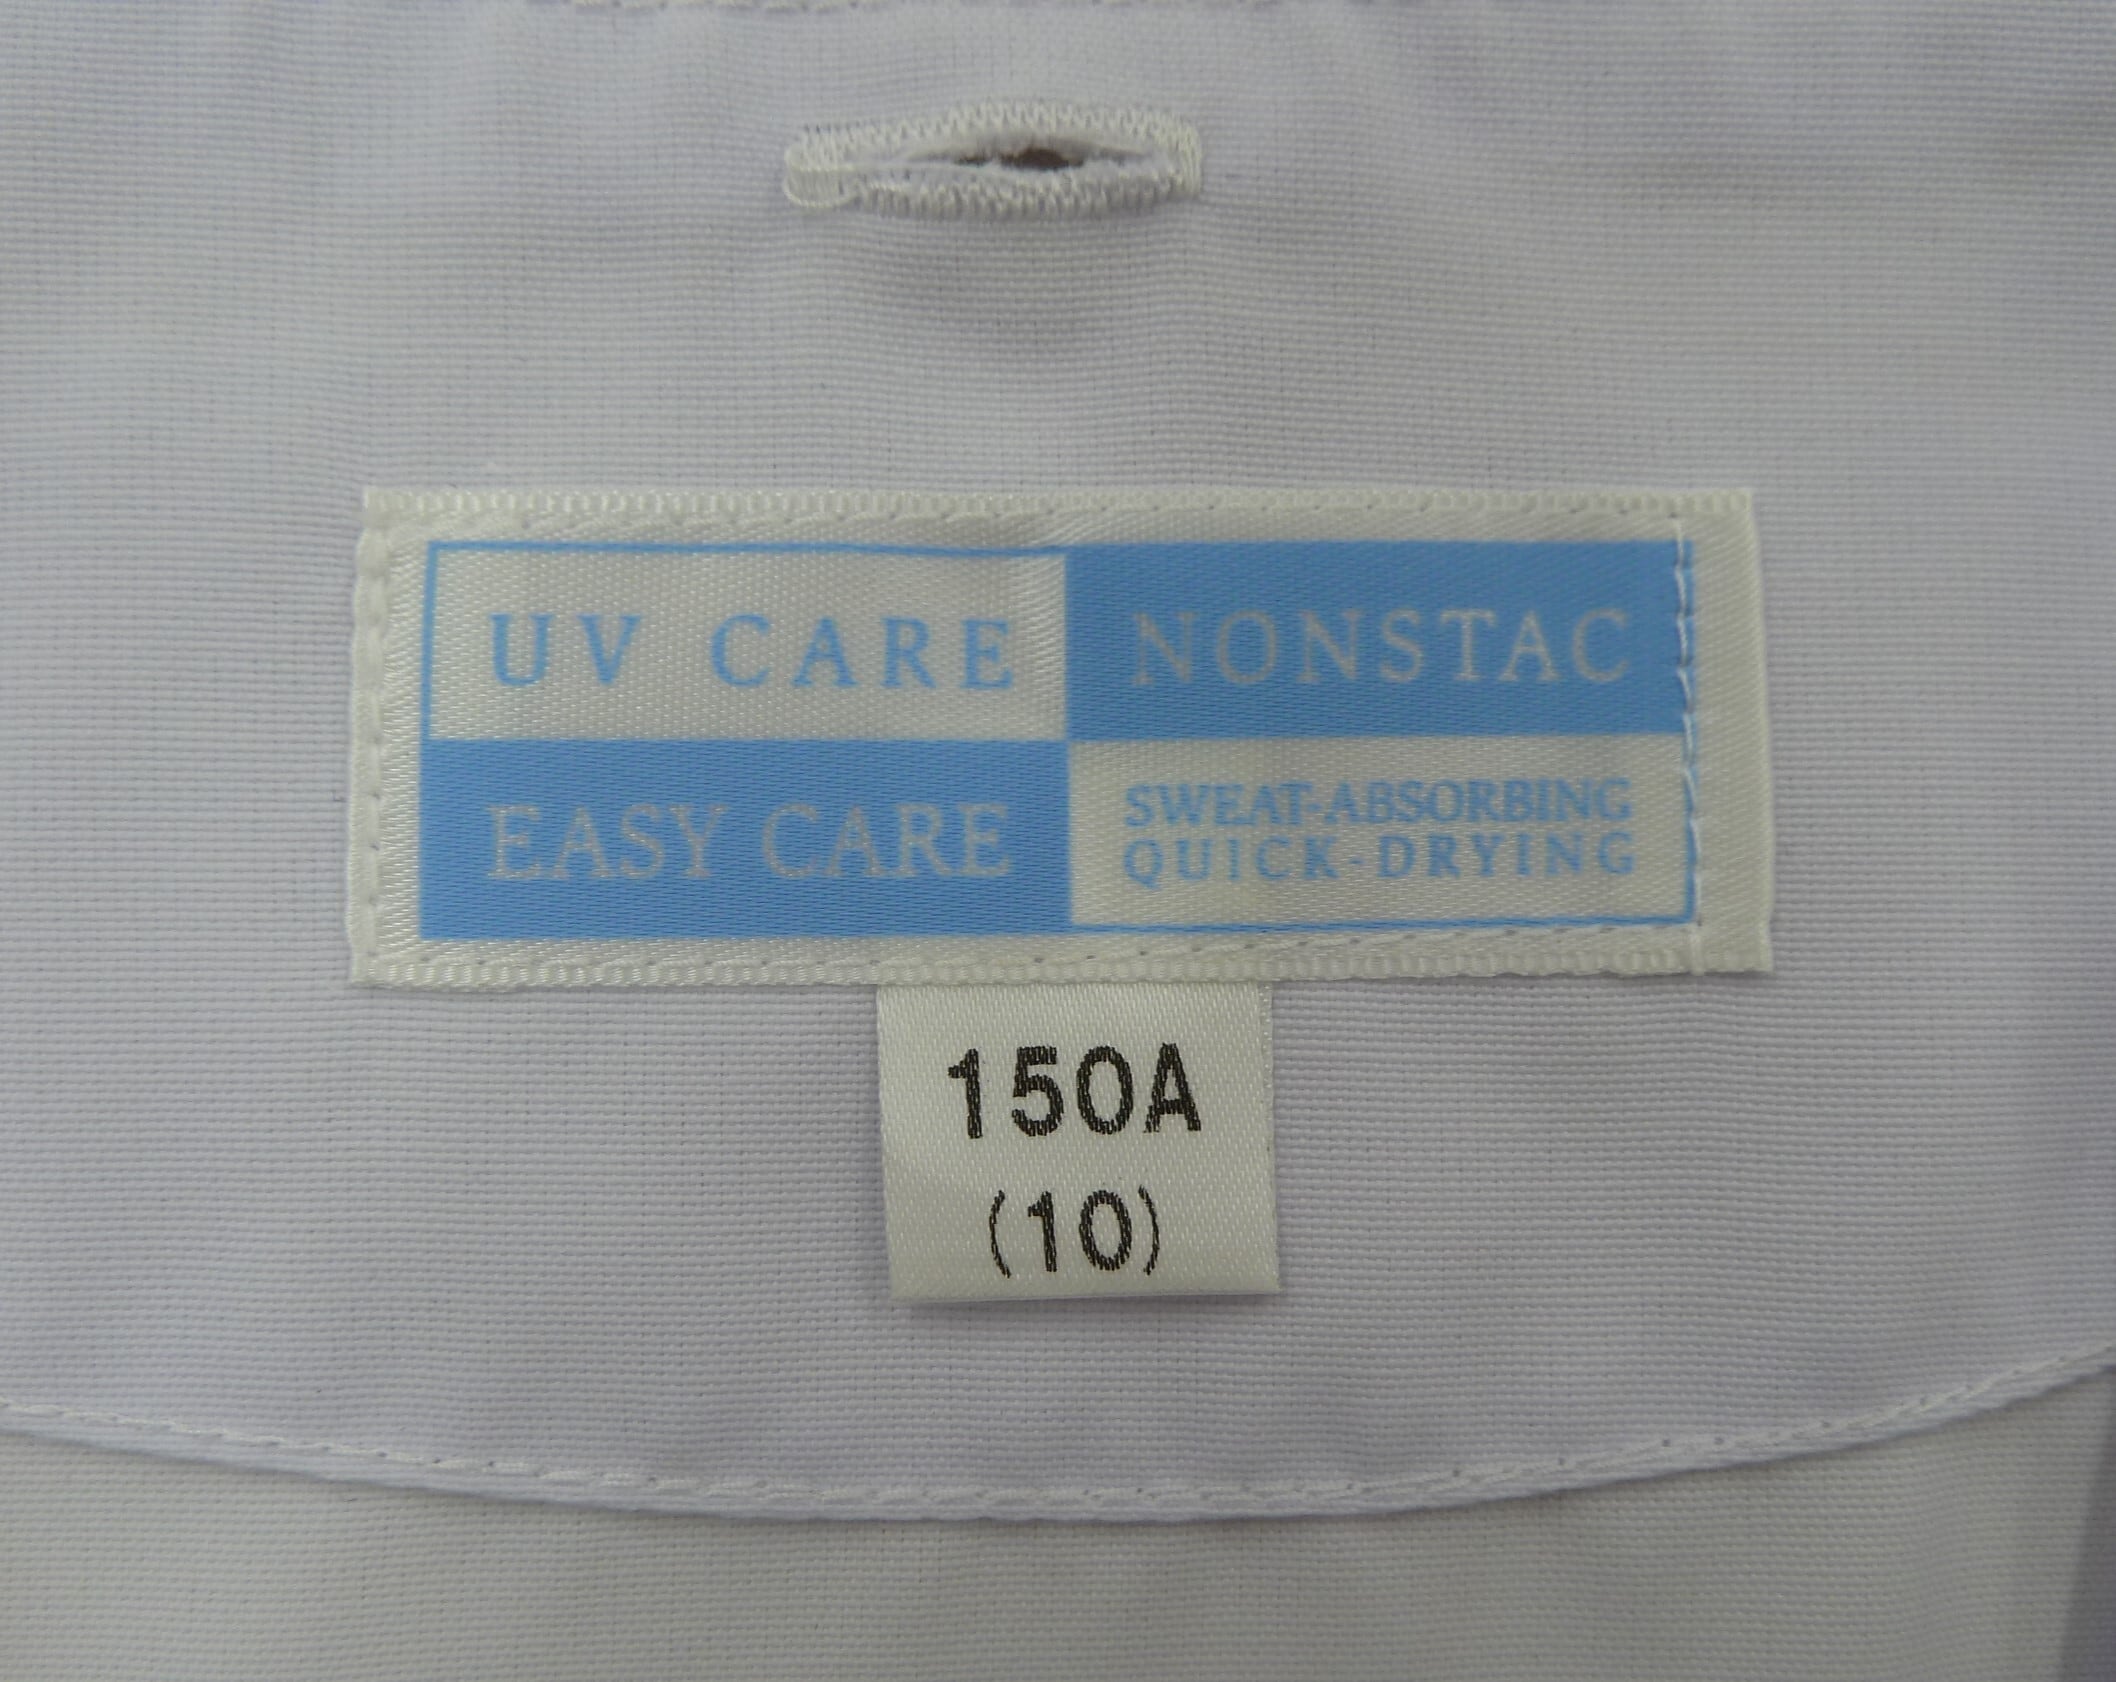 UV CARE
NONSTAC
EASY CARE
SWEAT-ABSORBING
QUICK-DRYING
150A
(10)